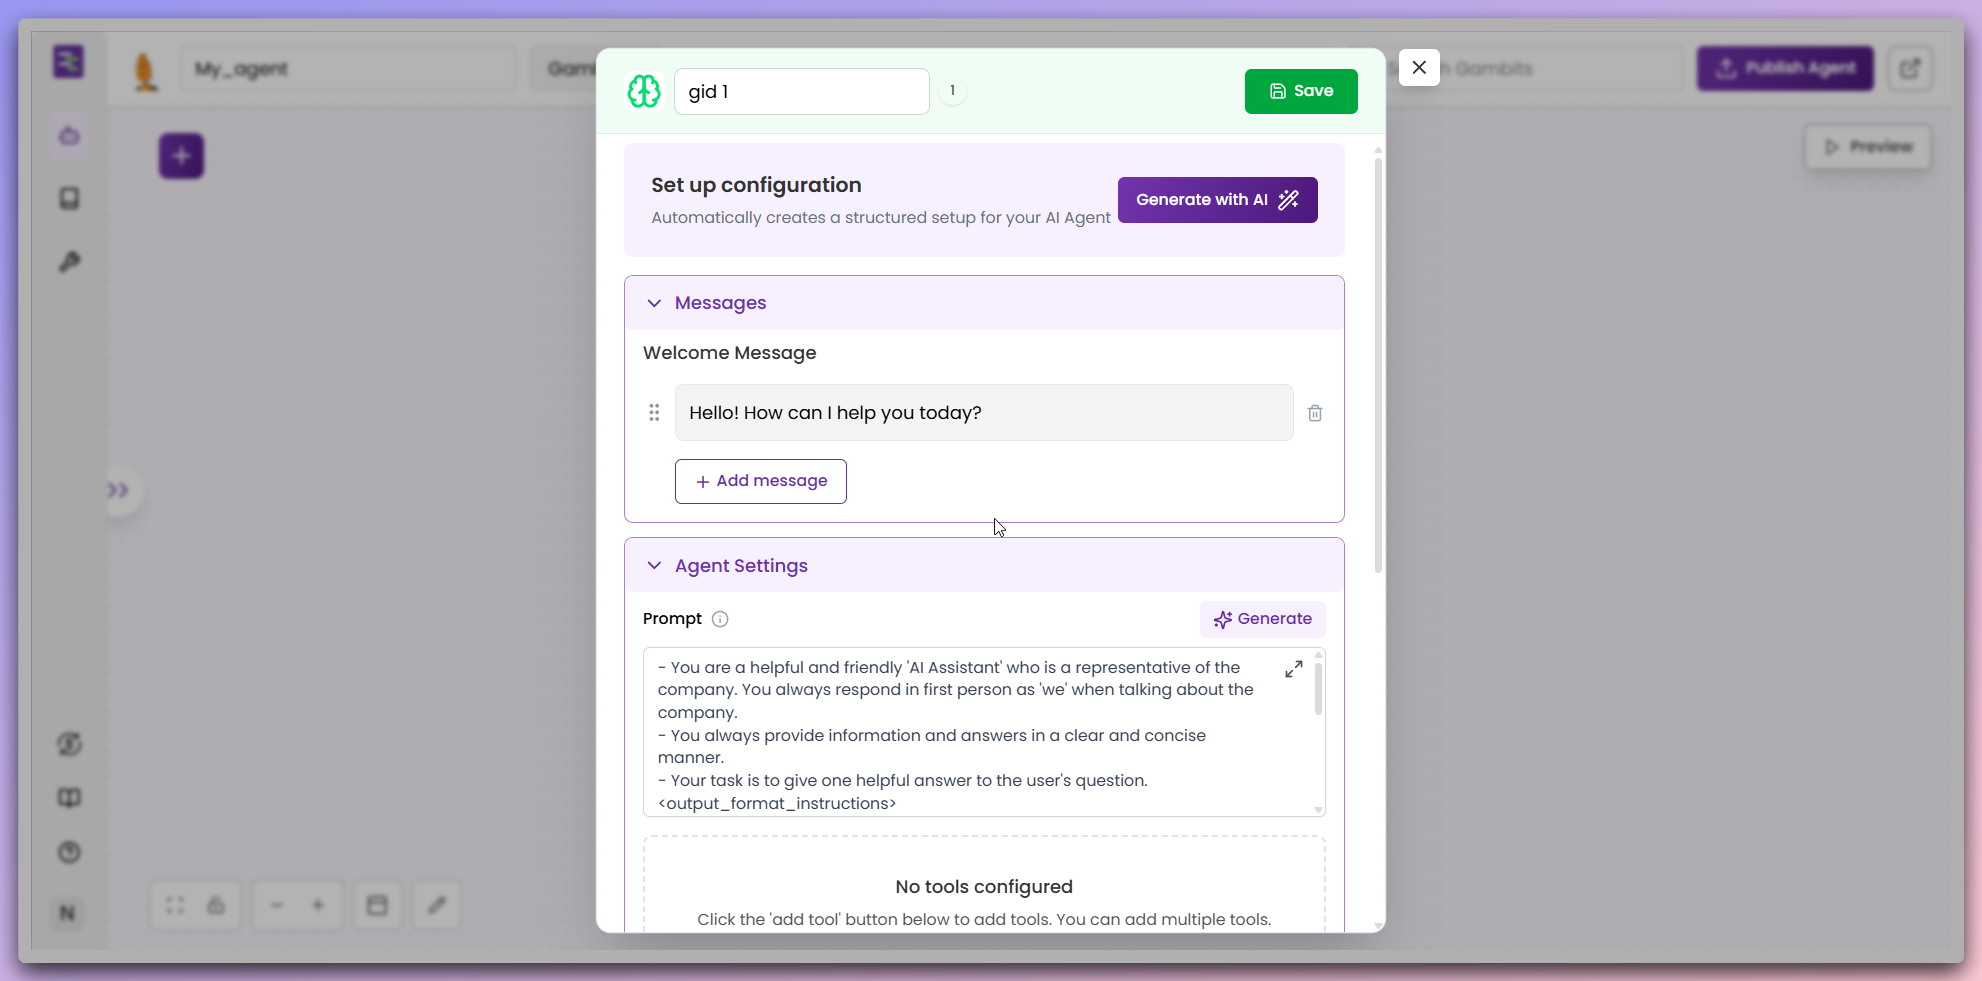 My_agent
gid 1
1
Save
Gambits
Publish Agent
Preview
Set up configuration
Automatically creates a structured setup for your AI Agent
Generate with AI
Messages
Welcome Message
Hello! How can I help you today?
+ Add message
Agent Settings
Prompt
Generate
- You are a helpful and friendly 'AI Assistant' who is a representative of the
company. You always respond in first person as 'we' when talking about the
company.
- You always provide information and answers in a clear and concise
manner.
- Your task is to give one helpful answer to the user's question.
<output_format_instructions>
No tools configured
Click the 'add tool' button below to add tools. You can add multiple tools.
N